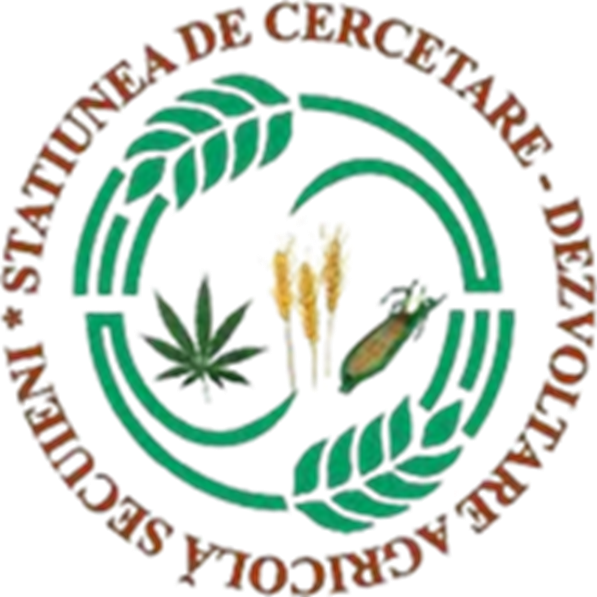 STATIUNEA DE CERCETARE - DEZVOLTARE AGRICOLĂ SECUIENI *